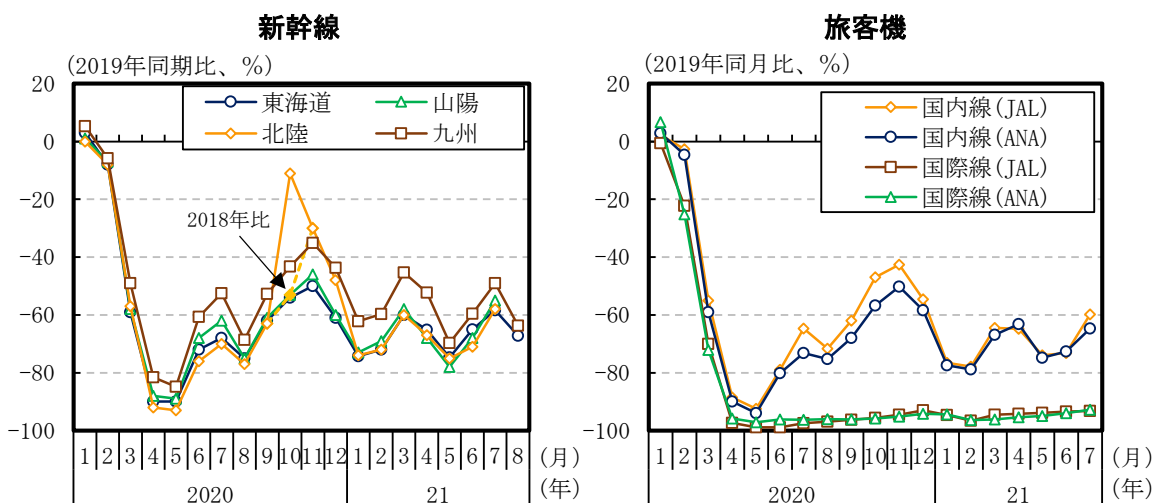 新幹線
(2019年同期比、%)
東海道
山陽
北陸
九州
2018年比
20
0
-20
-40
-60
-80
-100
1 2 3 4 5 6 7 8 9 10 11 12 1 2 3 4 5 6 7 8 (月)
2020 21 (年)
旅客機
(2019年同月比、%)
国内線(JAL)
国内線(ANA)
国際線(JAL)
国際線(ANA)
20
0
-20
-40
-60
-80
-100
1 2 3 4 5 6 7 8 9 10 11 12 1 2 3 4 5 6 7 (月)
2020 21 (年)